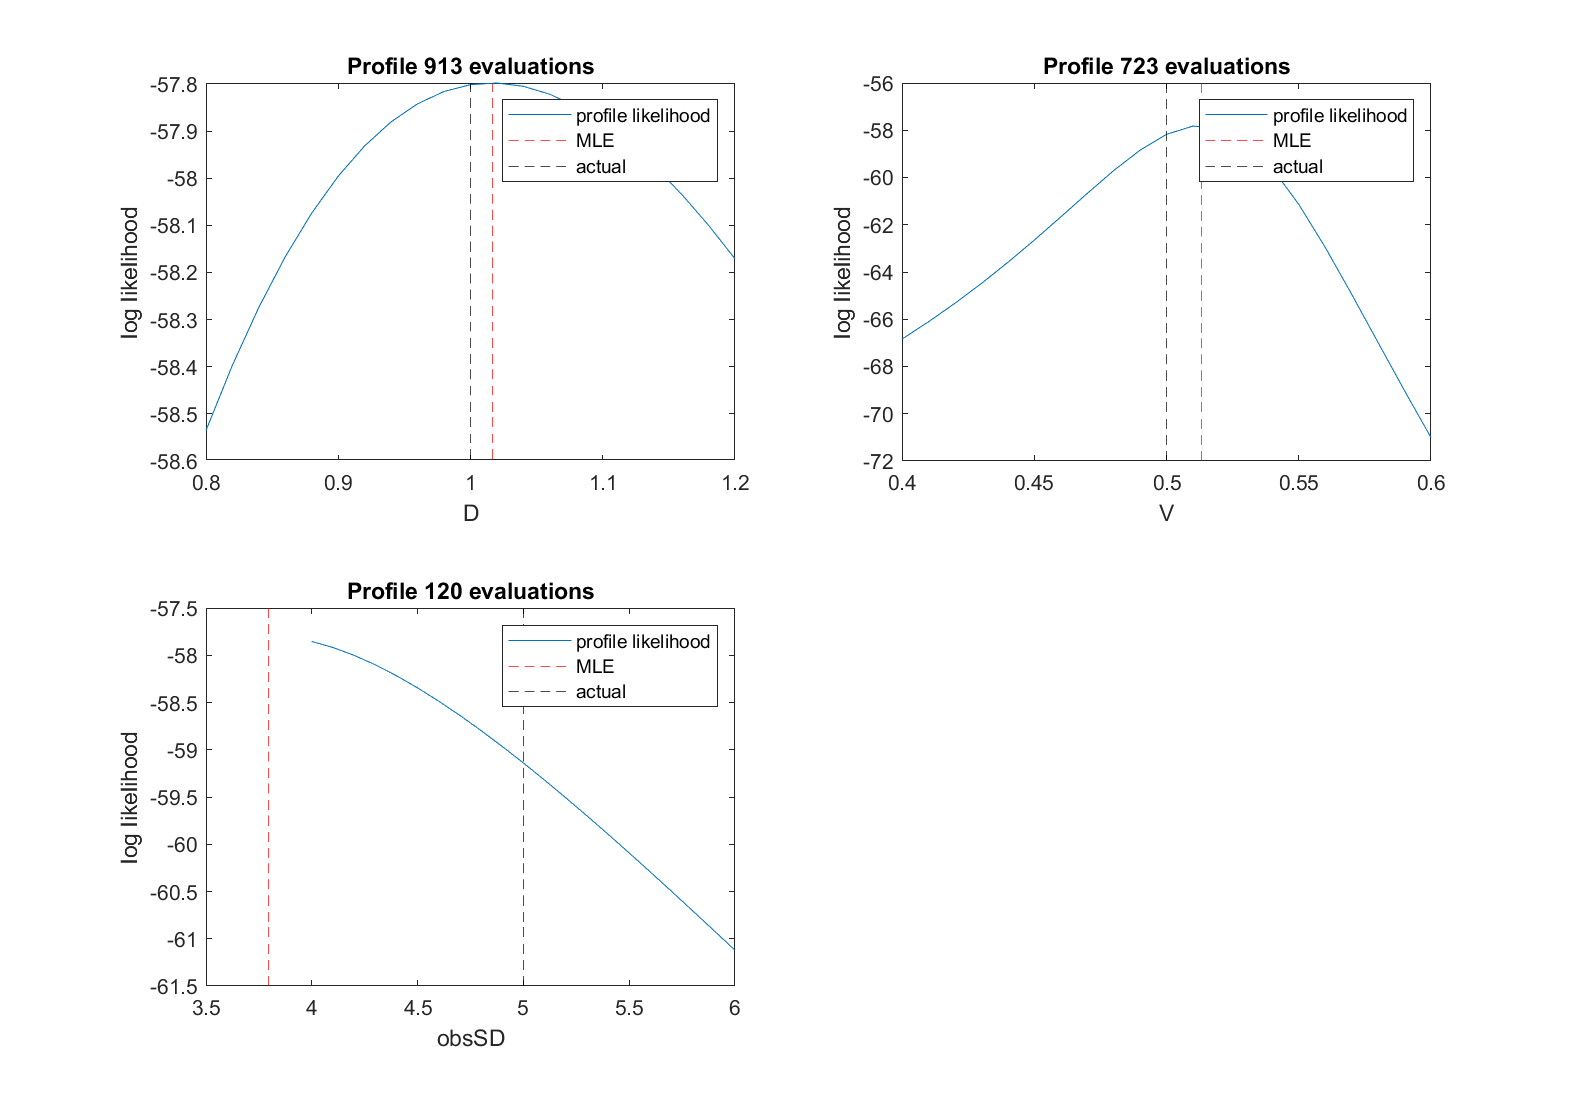 Profile 913 evaluations
-57.8
-57.9
-58
-58.1
-58.2
-58.3
-58.4
-58.5
-58.6
log likelihood
0.8 0.9 1 1.1 1.2
D
profile likelihood
MLE
actual
Profile 723 evaluations
-56
-58
-60
-62
-64
-66
-68
-70
-72
log likelihood
0.4 0.45 0.5 0.55 0.6
V
profile likelihood
MLE
actual
Profile 120 evaluations
-57.5
-58
-58.5
-59
-59.5
-60
-60.5
-61
-61.5
log likelihood
3.5 4 4.5 5 5.5 6
obsSD
profile likelihood
MLE
actual